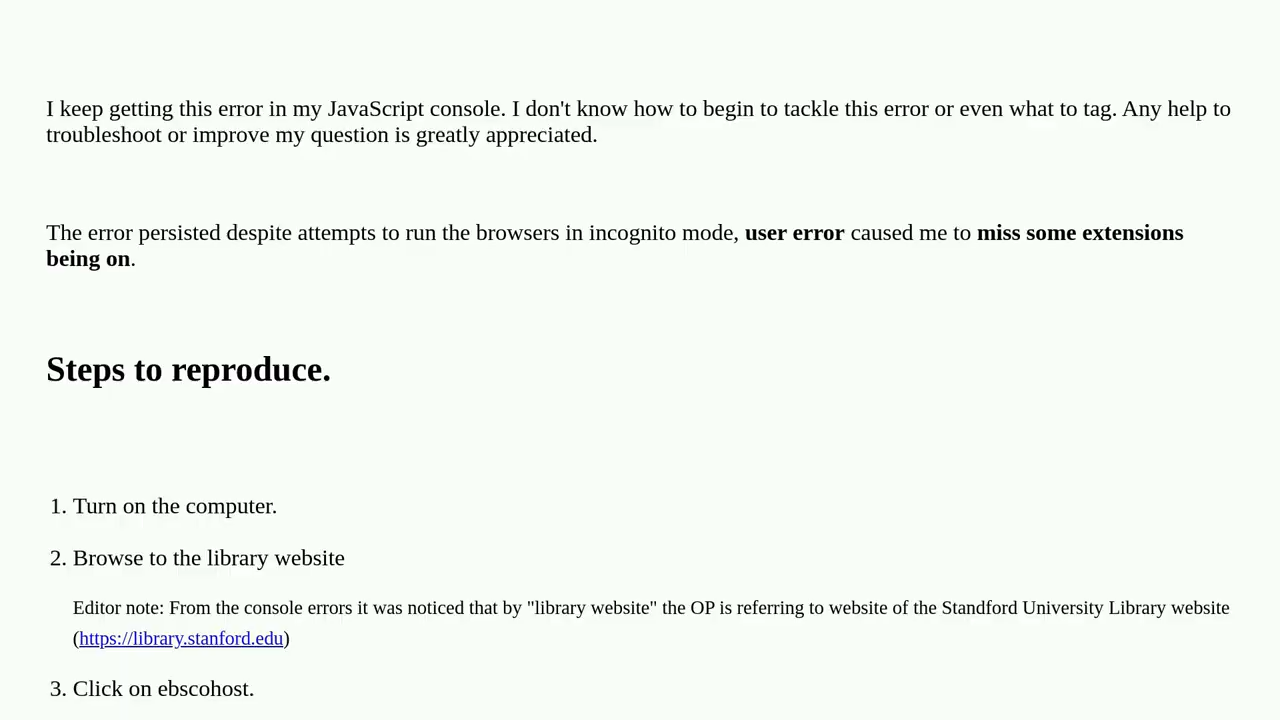 I keep getting this error in my JavaScript console. I don't know how to begin to tackle this error or even what to tag. Any help to
troubleshoot or improve my question is greatly appreciated.
The error persisted despite attempts to run the browsers in incognito mode, user error caused me to miss some extensions
being on.
Steps to reproduce.
1. Turn on the computer.
2. Browse to the library website
Editor note: From the console errors it was noticed that by "library website" the OP is referring to website of the Standford University Library website
(https://library.stanford.edu)
3. Click on ebscohost.